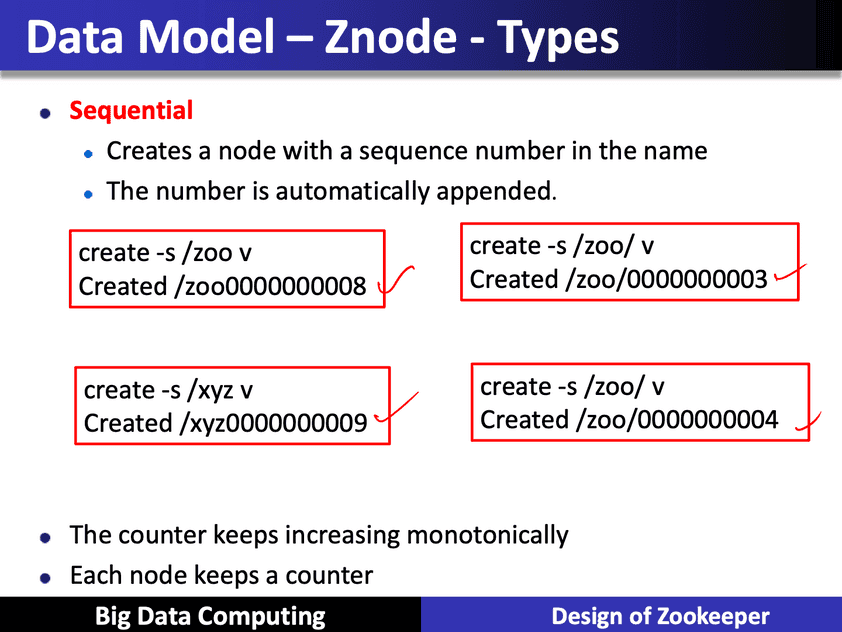 Data Model – Znode - Types
Sequential
Creates a node with a sequence number in the name
The number is automatically appended.
create -s /zoo v
Created /zoo0000000008
create -s /zoo/ v
Created /zoo/0000000003
create -s /xyz v
Created /xyz0000000009
create -s /zoo/ v
Created /zoo/0000000004
The counter keeps increasing monotonically
Each node keeps a counter
Big Data Computing
Design of Zookeeper